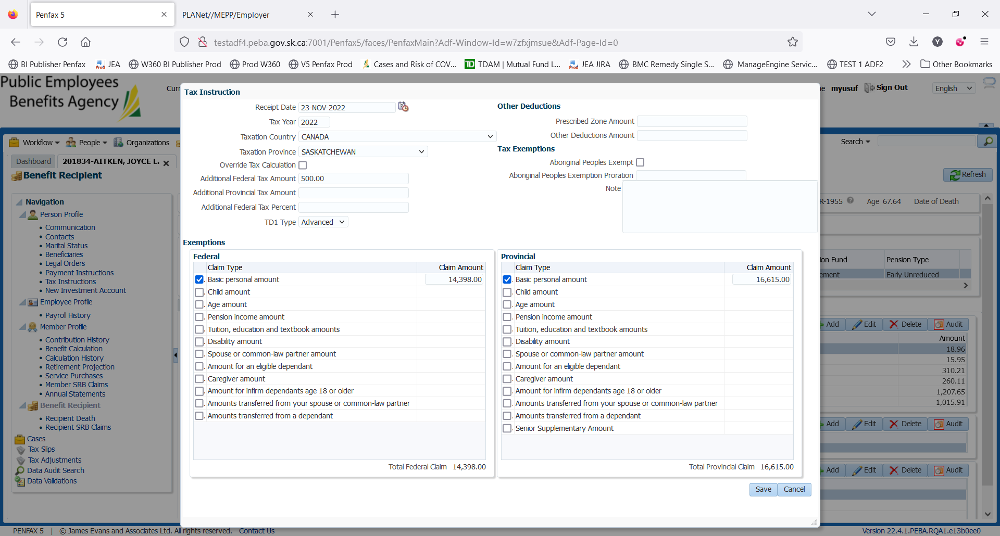 Penfax 5
PLANet//MEPP/Employer
testadf4.peba.gov.sk.ca:7001/Penfax5/faces/PenfaxMain?Adf-Window-Id=w7zfxjmsue&Adf-Page-Id=0
Y
BI Publisher Penfax
JEA
W360 BI Publisher Prod
Prod W360
V5 Penfax Prod
Cases and Risk of COV...
TDAM | Mutual Fund L...
JEA JIRA
BMC Remedy Single S...
ManageEngine Servic...
TEST 1 ADF2
Other Bookmarks
Public Employees
Benefits Agency
Curr
myusuf
Sign Out
English
Workflow
People
Organizations
Search
Dashboard
201834-AITKEN, JOYCE L.
Benefit Recipient
Refresh
Navigation
Person Profile
Communication
Contacts
Marital Status
Beneficiaries
Legal Orders
Payment Instructions
Tax Instructions
New Investment Account
Employee Profile
Payroll History
Member Profile
Contribution History
Benefit Calculation
Calculation History
Retirement Projection
Service Purchases
Member SRB Claims
Annual Statements
Benefit Recipient
Recipient Death
Recipient SRB Claims
Cases
Tax Slips
Tax Adjustments
Data Audit Search
Data Validations
Tax Instruction
Receipt Date 23-NOV-2022
Tax Year 2022
Taxation Country CANADA
Taxation Province SASKATCHEWAN
Override Tax Calculation
Additional Federal Tax Amount 500.00
Additional Provincial Tax Amount
Additional Federal Tax Percent
TD1 Type Advanced
Other Deductions
Prescribed Zone Amount
Other Deductions Amount
Tax Exemptions
Aboriginal Peoples Exempt
Aboriginal Peoples Exemption Proration
Note
Exemptions
Federal
Claim Type Claim Amount
Basic personal amount 14,398.00
Child amount
Age amount
Pension income amount
Tuition, education and textbook amounts
Disability amount
Spouse or common-law partner amount
Amount for an eligible dependant
Caregiver amount
Amount for infirm dependants age 18 or older
Amounts transferred from your spouse or common-law partner
Amounts transferred from a dependant
Total Federal Claim 14,398.00
Provincial
Claim Type Claim Amount
Basic personal amount 16,615.00
Child amount
Age amount
Pension income amount
Tuition, education and textbook amounts
Disability amount
Spouse or common-law partner amount
Amount for an eligible dependant
Caregiver amount
Amount for infirm dependants age 18 or older
Amounts transferred from your spouse or common-law partner
Amounts transferred from a dependant
Senior Supplementary Amount
Total Provincial Claim 16,615.00
Save
Cancel
R-1955
Age 67.64
Date of Death
ion Fund
Pension Type
ement
Early Unreduced
Add Edit Delete Audit
Amount
18.96
15.95
310.21
260.11
1,207.65
1,015.91
Add Edit Delete Audit
Add Edit Delete Audit
PENFAX 5 | © James Evans and Associates Ltd. All rights reserved. Contact Us
Version 22.4.1.PEBA.RQA1.e13b0ee0